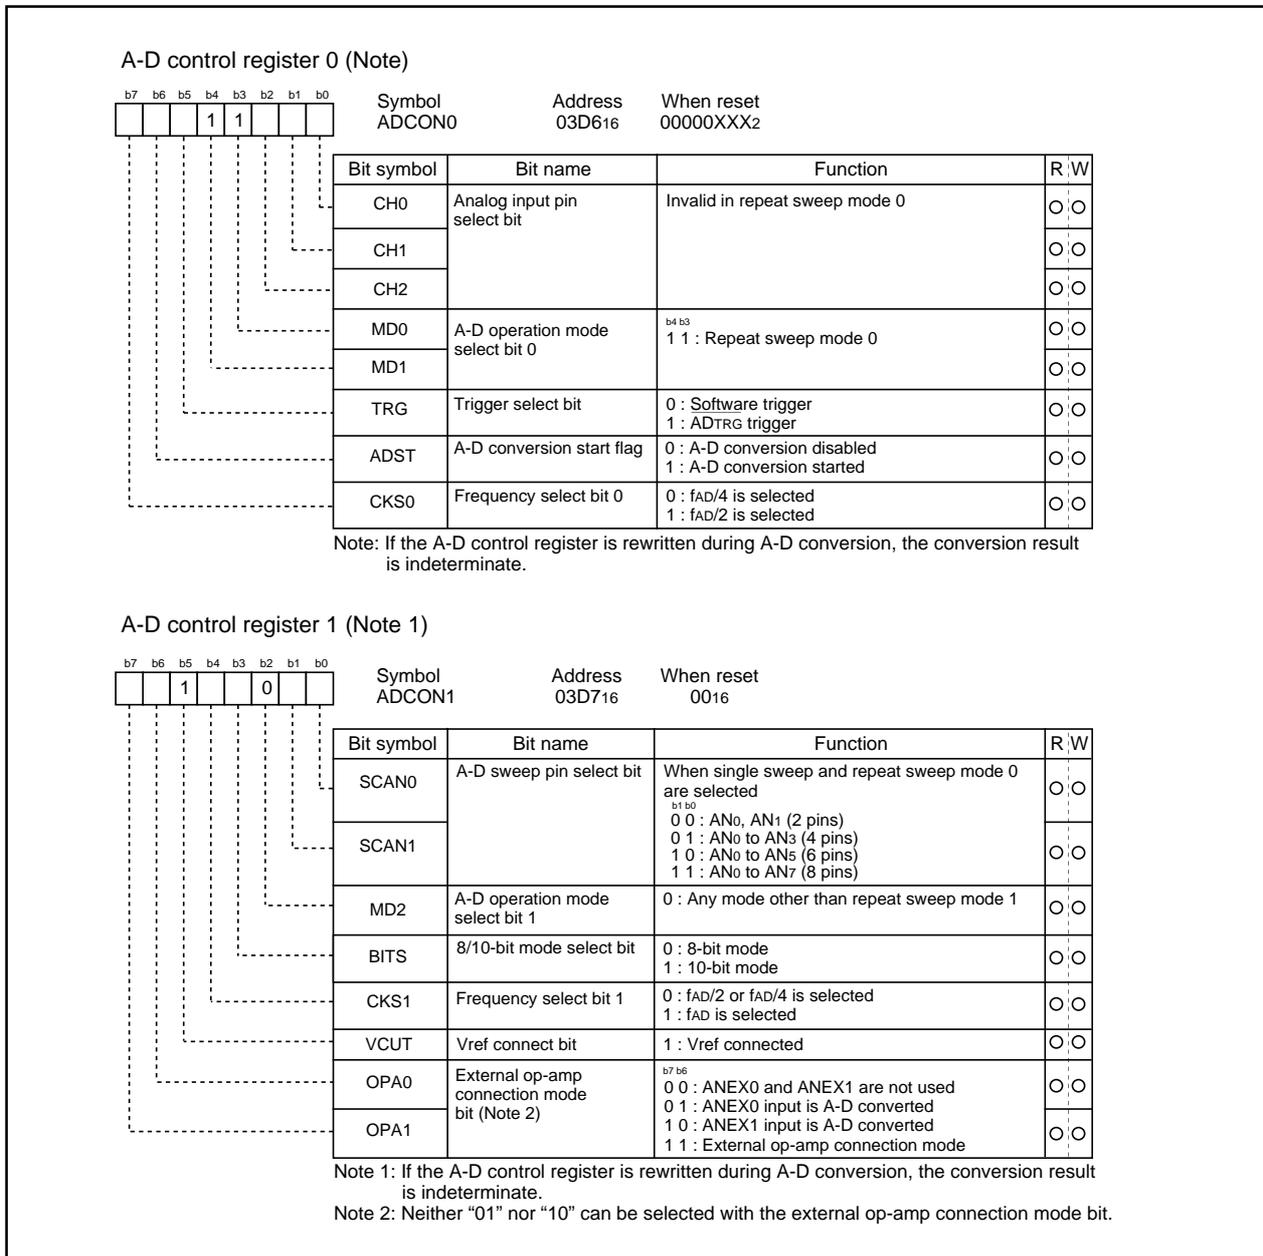 A-D control register 0 (Note)
b7 b6 b5 b4 b3 b2 b1 b0
1 1
Symbol Address When reset
ADCON0 03D616 00000XXX2
Bit symbol Bit name Function R W
CH0 Analog input pin select bit Invalid in repeat sweep mode 0
CH1
CH2
MD0 A-D operation mode select bit 0 b4 b3
1 1 : Repeat sweep mode 0
MD1
TRG Trigger select bit 0 : Software trigger
1 : ADTRG trigger
ADST A-D conversion start flag 0 : A-D conversion disabled
1 : A-D conversion started
CKS0 Frequency select bit 0 0 : fAD/4 is selected
1 : fAD/2 is selected
Note: If the A-D control register is rewritten during A-D conversion, the conversion result
is indeterminate.
A-D control register 1 (Note 1)
b7 b6 b5 b4 b3 b2 b1 b0
1 0
Symbol Address When reset
ADCON1 03D716 0016
Bit symbol Bit name Function R W
SCAN0 A-D sweep pin select bit When single sweep and repeat sweep mode 0
are selected
b1 b0
0 0 : AN0, AN1 (2 pins)
0 1 : AN0 to AN3 (4 pins)
SCAN1 1 0 : AN0 to AN5 (6 pins)
1 1 : AN0 to AN7 (8 pins)
MD2 A-D operation mode select bit 1 0 : Any mode other than repeat sweep mode 1
BITS 8/10-bit mode select bit 0 : 8-bit mode
1 : 10-bit mode
CKS1 Frequency select bit 1 0 : fAD/2 or fAD/4 is selected
1 : fAD is selected
VCUT Vref connect bit 1 : Vref connected
OPA0 External op-amp connection mode bit (Note 2) b7 b6
0 0 : ANEX0 and ANEX1 are not used
0 1 : ANEX0 input is A-D converted
OPA1 1 0 : ANEX1 input is A-D converted
1 1 : External op-amp connection mode
Note 1: If the A-D control register is rewritten during A-D conversion, the conversion result
is indeterminate.
Note 2: Neither “01” nor “10” can be selected with the external op-amp connection mode bit.